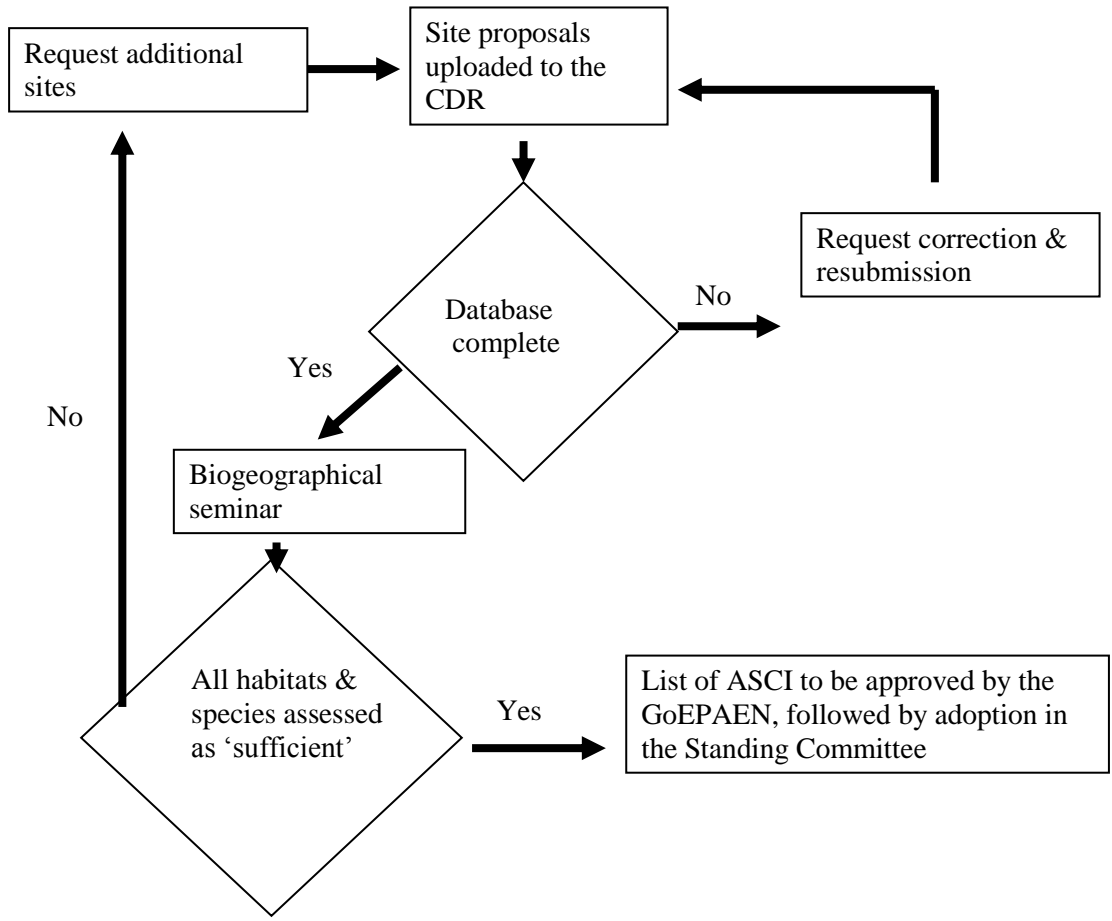 Request additional
sites
Site proposals
uploaded to the
CDR
Request correction &
resubmission
Database
complete
No
Yes
No
Biogeographical
seminar
All habitats &
species assessed
as ‘sufficient’
Yes
List of ASCI to be approved by the
GoEPAEN, followed by adoption in
the Standing Committee